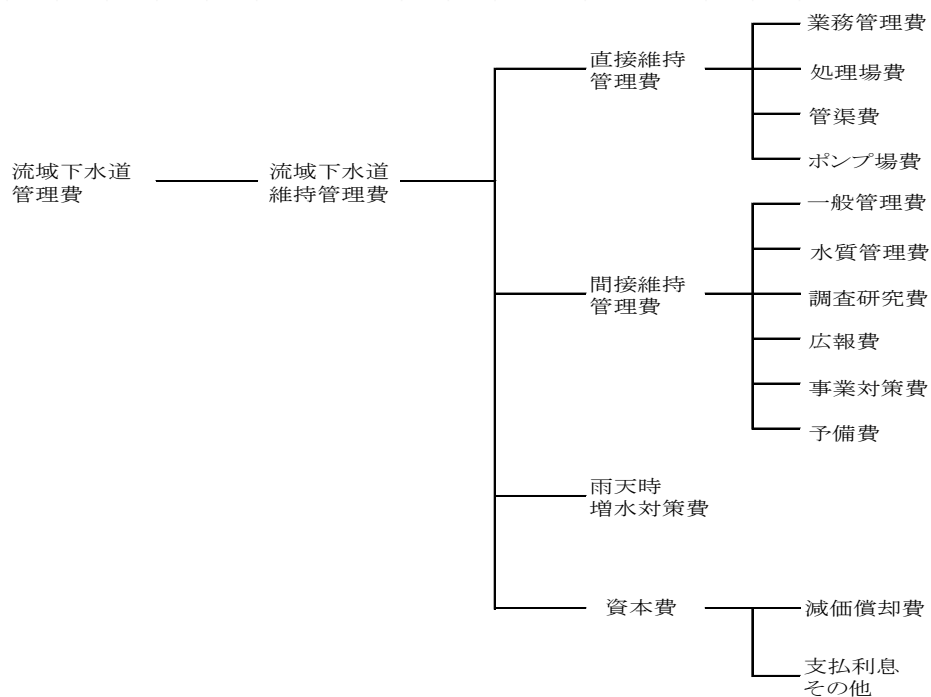 流域下水道
管理費
流域下水道
維持管理費
直接維持
管理費
業務管理費
処理場費
管渠費
ポンプ場費
間接維持
管理費
一般管理費
水質管理費
調査研究費
広報費
事業対策費
予備費
雨天時
増水対策費
資本費
減価償却費
支払利息
その他